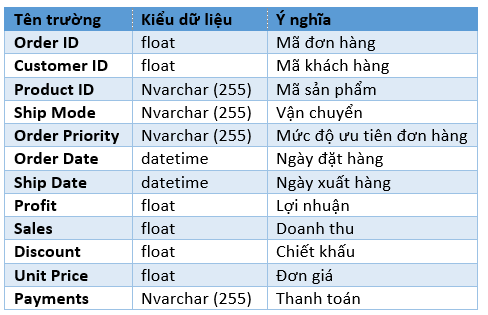 Tên trường Kiểu dữ liệu Ý nghĩa
Order ID float Mã đơn hàng
Customer ID float Mã khách hàng
Product ID Nvarchar (255) Mã sản phẩm
Ship Mode Nvarchar (255) Vận chuyển
Order Priority Nvarchar (255) Mức độ ưu tiên đơn hàng
Order Date datetime Ngày đặt hàng
Ship Date datetime Ngày xuất hàng
Profit float Lợi nhuận
Sales float Doanh thu
Discount float Chiết khấu
Unit Price float Đơn giá
Payments Nvarchar (255) Thanh toán